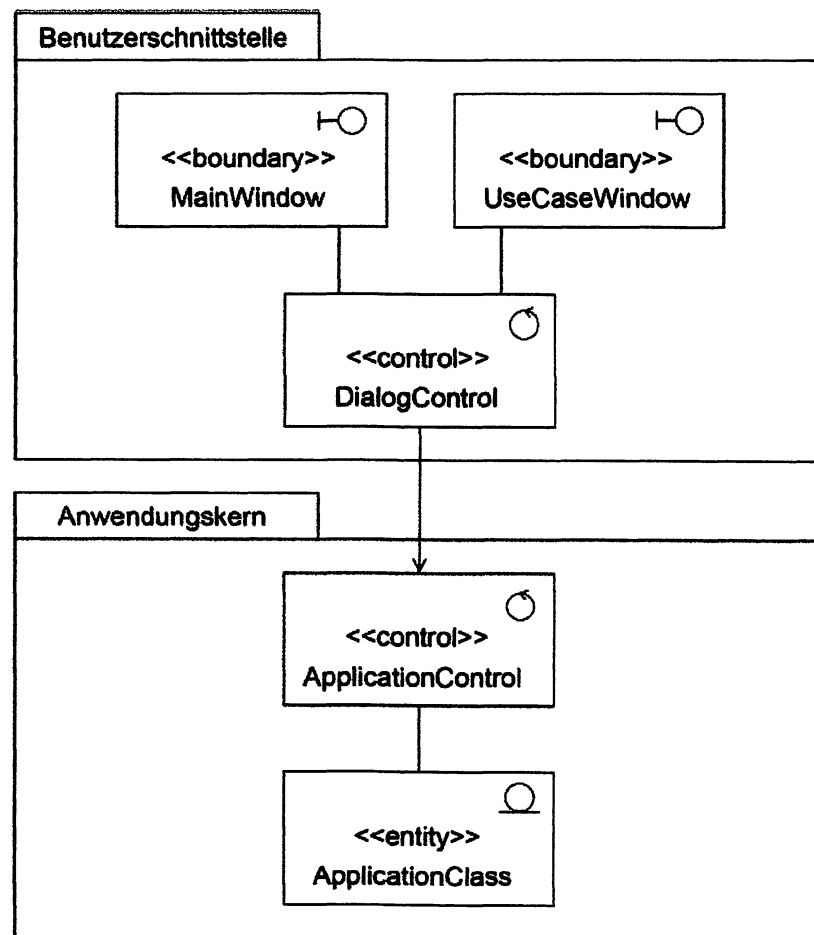 Benutzerschnittstelle
<<boundary>>
MainWindow
<<boundary>>
UseCaseWindow
<<control>>
DialogControl
Anwendungskern
<<control>>
ApplicationControl
<<entity>>
ApplicationClass